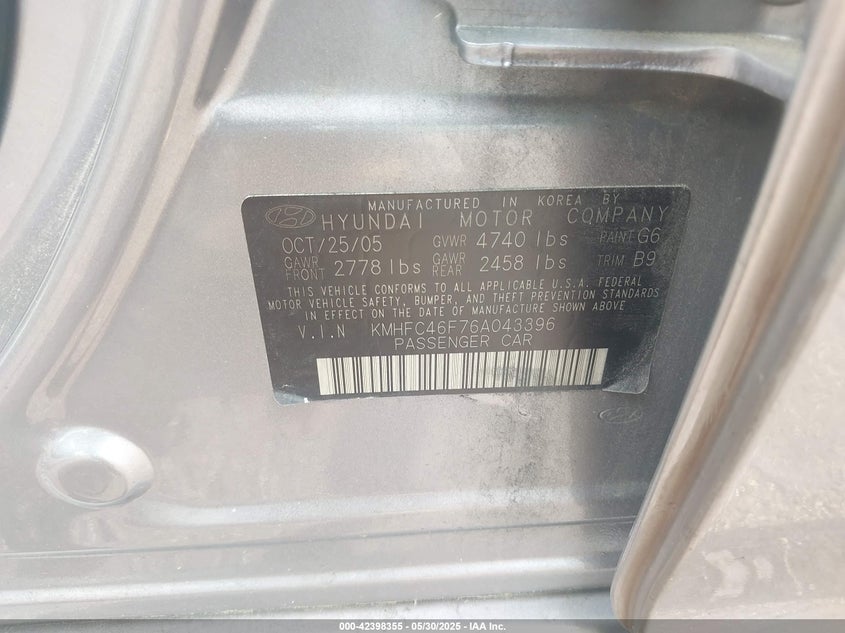 MANUFACTURED IN KOREA BY
HYUNDAI MOTOR COMPANY
OCT/25/05 GVWR 4740 lbs PAINT G6
GAWR FRONT 2778 lbs GAWR REAR 2458 lbs TRIM B9
THIS VEHICLE CONFORMS TO ALL APPLICABLE U.S.A. FEDERAL
MOTOR VEHICLE SAFETY, BUMPER, AND THEFT PREVENTION STANDARDS
IN EFFECT ON THE DATE OF MANUFACTURE SHOWN ABOVE
V.I.N KMHFC46F76A043396
PASSENGER CAR
000-42398355 - 05/30/2025 - IAA Inc.